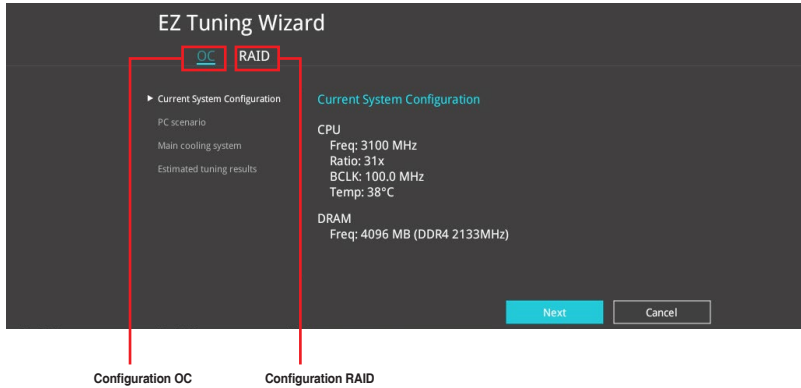 EZ Tuning Wizard
OC RAID
Current System Configuration
PC scenario
Main cooling system
Estimated tuning results
Current System Configuration
CPU
Freq: 3100 MHz
Ratio: 31x
BCLK: 100.0 MHz
Temp: 38°C
DRAM
Freq: 4096 MB (DDR4 2133MHz)
Next Cancel
Configuration OC Configuration RAID